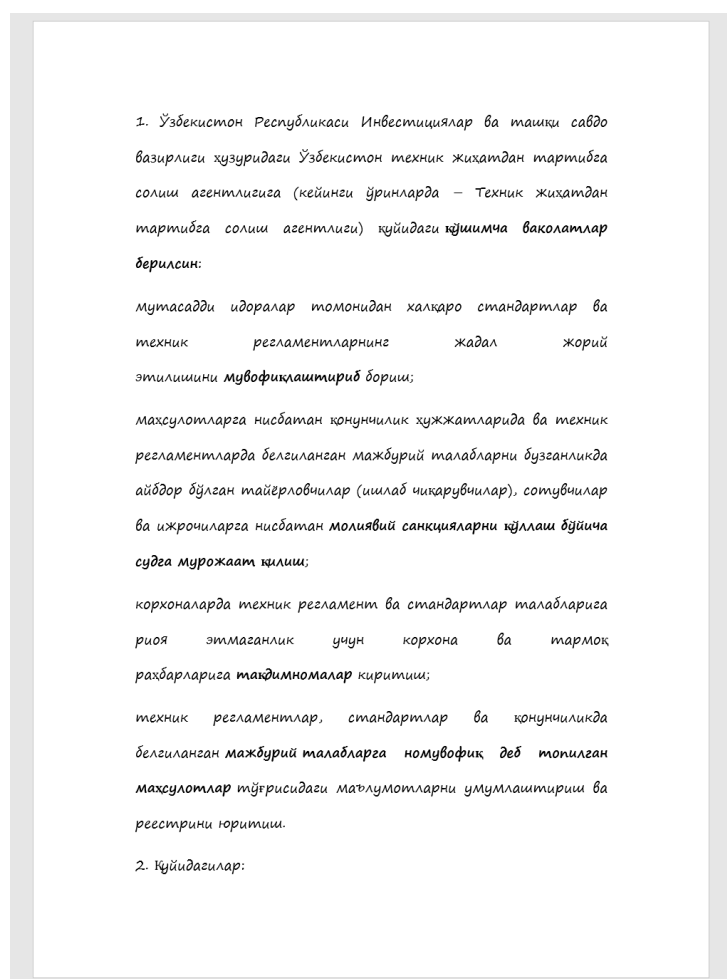 1. Ўзбекистон Республикаси Инвестициялар ва ташқи савдо
вазирлиги ҳузуридаги Ўзбекистон техник жиҳатдан тартибга
солиш агентлигига (кейинги ўринларда – Техник жиҳатдан
тартибга солиш агентлиги) қуйидаги қўшимча ваколатлар
берилсин:
мутасадди идоралар томонидан халқаро стандартлар ва
техник регламентларнинг жадал жорий
этилишини мувофиқлаштириб бориш;
маҳсулотларга нисбатан қонунчилик ҳужжатларида ва техник
регламентларда белгиланган мажбурий талабларни бузганликда
айбдор бўлган тайёрловчилар (ишлаб чиқарувчилар), сотувчилар
ва ижрочиларга нисбатан молиявий санкцияларни қўллаш бўйича
судга мурожаат қилиш;
корхоналарда техник регламент ва стандартлар талабларига
риоя этмаганлик учун корхона ва тармоқ
раҳбарларига тақдимномалар киритиш;
техник регламентлар, стандартлар ва қонунчиликда
белгиланган мажбурий талабларга номувофиқ деб топилган
маҳсулотлар тўғрисидаги маълумотларни умумлаштириш ва
реестрини юритиш.
2. Қуйидагилар: